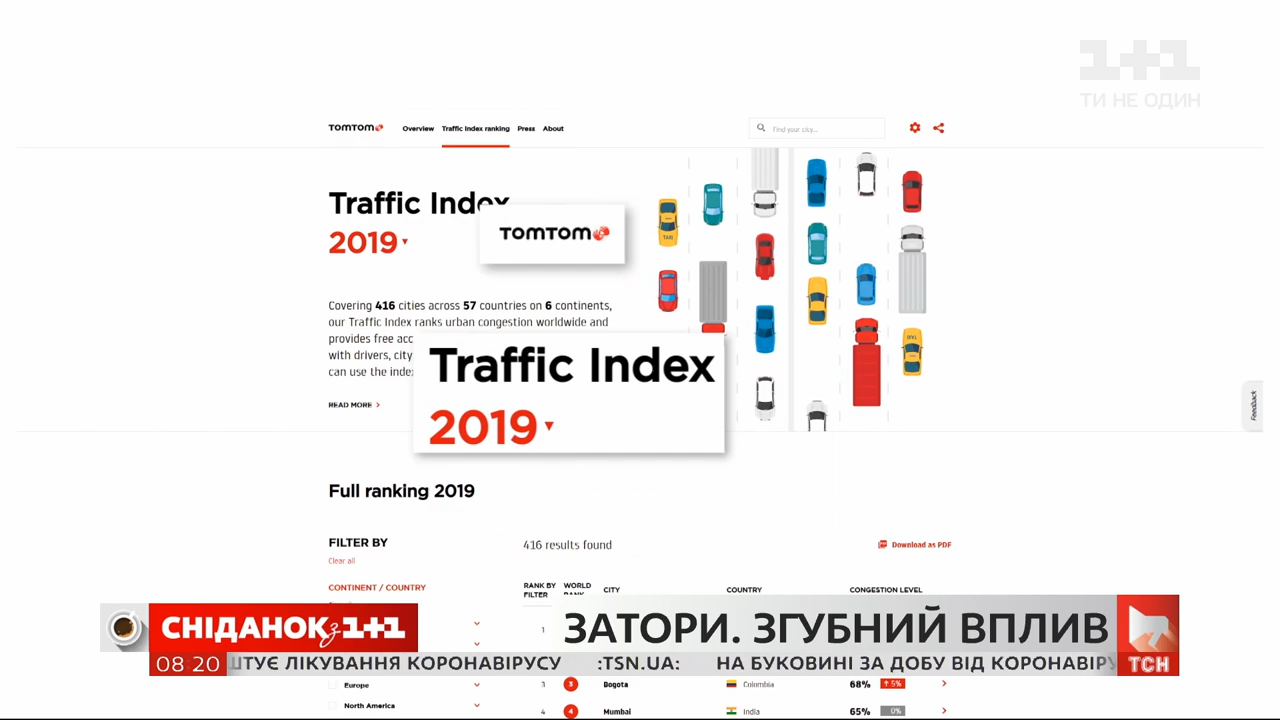 1+1
ТИ НЕ ОДИН
TOMTOM
Overview Traffic Index ranking Press About
Find your city...
Traffic Index
2019
TOMTOM
TAXI
Covering 416 cities across 57 countries on 6 continents,
our Traffic Index ranks urban congestion worldwide and
provides free
with drivers, city
can use the index
READ MORE >
Traffic Index
2019
TAXI
Feedback
Full ranking 2019
FILTER BY
Clear all
416 results found
Download as PDF
CONTINENT / COUNTRY
RANK BY FILTER WORLD RANK CITY COUNTRY CONGESTION LEVEL
1
СНІДАНОК з 1+1
ЗАТОРИ. ЗГУБНИЙ ВПЛИВ
08 20
ШТУЄ ЛІКУВАННЯ КОРОНАВІРУСУ :TSN.UA: НА БУКОВИНІ ЗА ДОБУ ВІД КОРОНАВІРУ
ТСН
Europe 3 3 Bogota Colombia 68% ↑ 5%
North America 4 4 Mumbai India 65% 0%